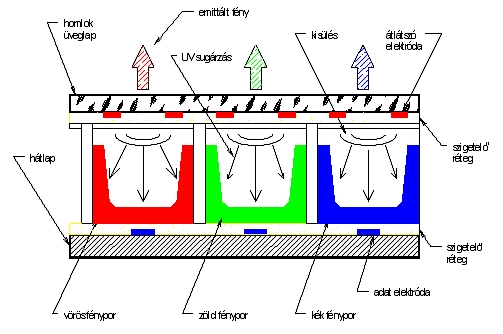 emittált fény
homlok
üveglap
UV sugárzás
kisülés
átlátszó
elektróda
szigetelő
réteg
hátlap
szigetelő
réteg
adat elektróda
vörös fénypor
zöld fénypor
kék fénypor